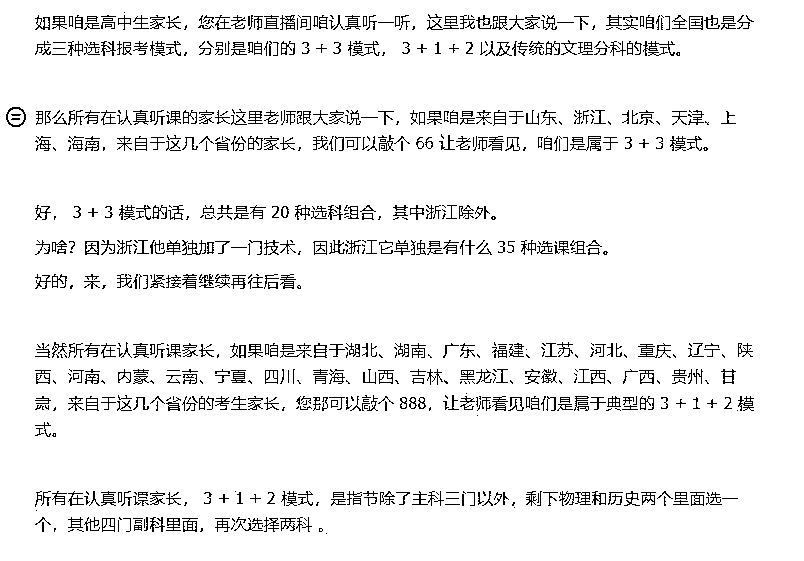 如果咱是高中生家长，您在老师直播间咱认真听一听，这里我也跟大家说一下，其实咱们全国也是分
成三种选科报考模式，分别是咱们的 3 + 3 模式， 3 + 1 + 2 以及传统的文理分科的模式。
那么所有在认真听课的家长这里老师跟大家说一下，如果咱是来自于山东、浙江、北京、天津、上
海、海南，来自于这几个省份的家长，我们可以敲个 66 让老师看见，咱们是属于 3 + 3 模式。
好， 3 + 3 模式的话，总共是有 20 种选科组合，其中浙江除外。
为啥？因为浙江他单独加了一门技术，因此浙江它单独是有什么 35 种选课组合。
好的，来，我们紧接着继续再往后看。
当然所有在认真听课家长，如果咱是来自于湖北、湖南、广东、福建、江苏、河北、重庆、辽宁、陕
西、河南、内蒙、云南、宁夏、四川、青海、山西、吉林、黑龙江、安徽、江西、广西、贵州、甘
肃，来自于这几个省份的考生家长，您那可以敲个 888，让老师看见咱们是属于典型的 3 + 1 + 2 模
式。
所有在认真听课家长， 3 + 1 + 2 模式，是指节除了主科三门以外，剩下物理和历史两个里面选一
个，其他四门副科里面，再次选择两科 。